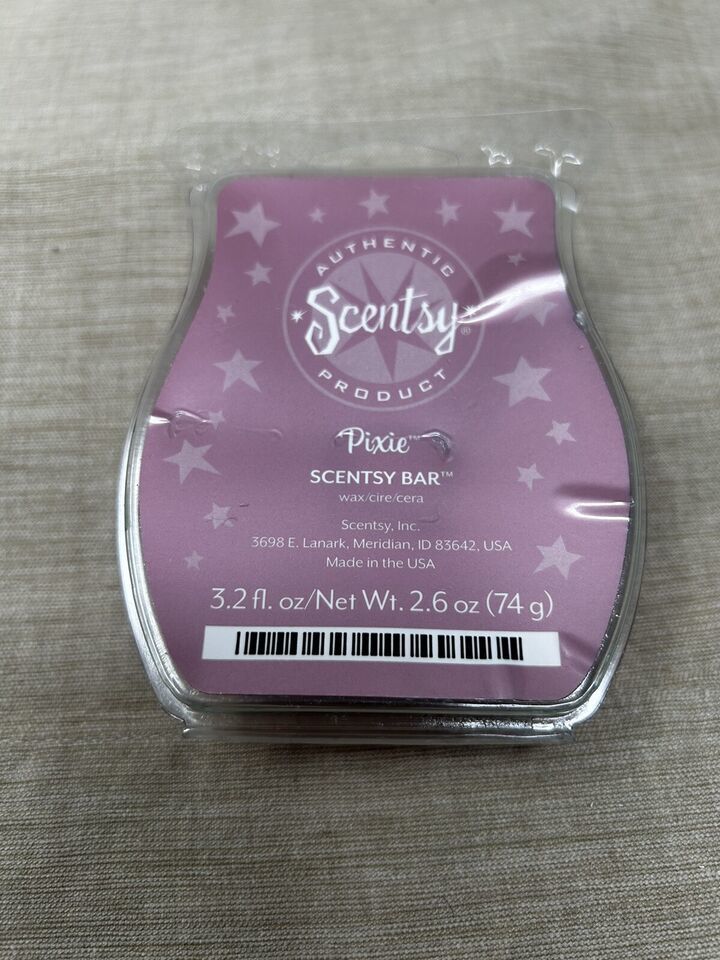 AUTHENTIC
Scentsy®
PRODUCT
Pixie™
SCENTSY BAR™
wax/cire/cera
Scentsy, Inc.
3698 E. Lanark, Meridian, ID 83642, USA
Made in the USA
3.2 fl. oz/Net Wt. 2.6 oz (74 g)